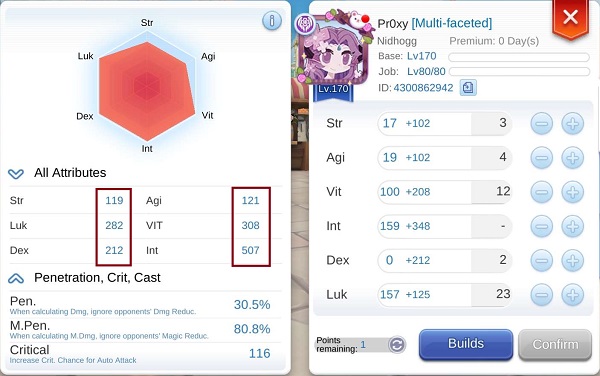 Str
Agi
Vit
Int
Dex
Luk
All Attributes
Str 119 Agi 121
Luk 282 VIT 308
Dex 212 Int 507
Penetration, Crit, Cast
Pen. 30.5%
When calculating Dmg, ignore opponents' Dmg Reduc.
M.Pen. 80.8%
When calculating M.Dmg, ignore opponents' Magic Reduc.
Critical 116
Increase Crit. Chance for Auto Attack
Pr0xy [Multi-faceted]
Nidhogg Premium: 0 Day(s)
Base: Lv170
Job: Lv80/80
ID: 4300862942
Lv.170
Str 17 +102 3
Agi 19 +102 4
Vit 100 +208 12
Int 159 +348 -
Dex 0 +212 2
Luk 157 +125 23
Points
remaining: 1
Builds
Confirm